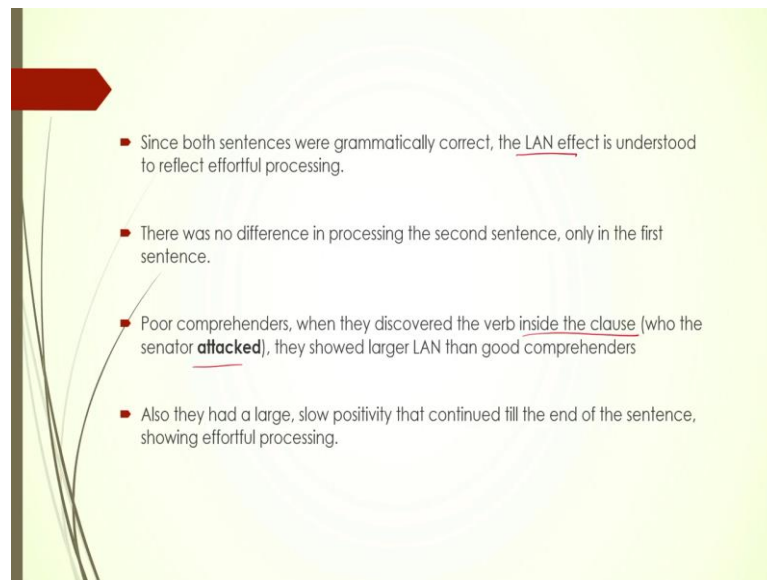 Since both sentences were grammatically correct, the LAN effect is understood
to reflect effortful processing.
There was no difference in processing the second sentence, only in the first
sentence.
Poor comprehenders, when they discovered the verb inside the clause (who the
senator attacked), they showed larger LAN than good comprehenders
Also they had a large, slow positivity that continued till the end of the sentence,
showing effortful processing.